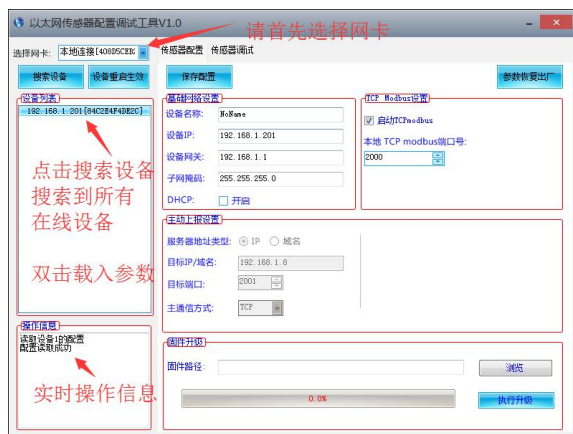 以太网传感器配置调试工具V1.0
请首先选择网卡
选择网卡:
传感器配置 传感器调试
搜索设备 设备重启生效
保存配置 参数恢复出厂
设备列表
192.168.1.201[84C2E4F4DE2C]
点击搜索设备
搜索到所有
在线设备
双击载入参数
基础网络设置
设备名称: NoName
设备IP: 192.168.1.201
设备网关: 192.168.1.1
子网掩码: 255.255.255.0
DHCP: 开启
TCP Modbus设置
启动TCPmodbus
本地 TCP modbus端口号:
2000
主动上报设置
服务器地址类型: IP 域名
目标IP/域名: 192.168.1.8
目标端口: 2001
主通信方式: TCP
操作信息
读取设备1的配置
配置读取成功
实时操作信息
固件升级
固件路径: 浏览
0.0% 执行升级